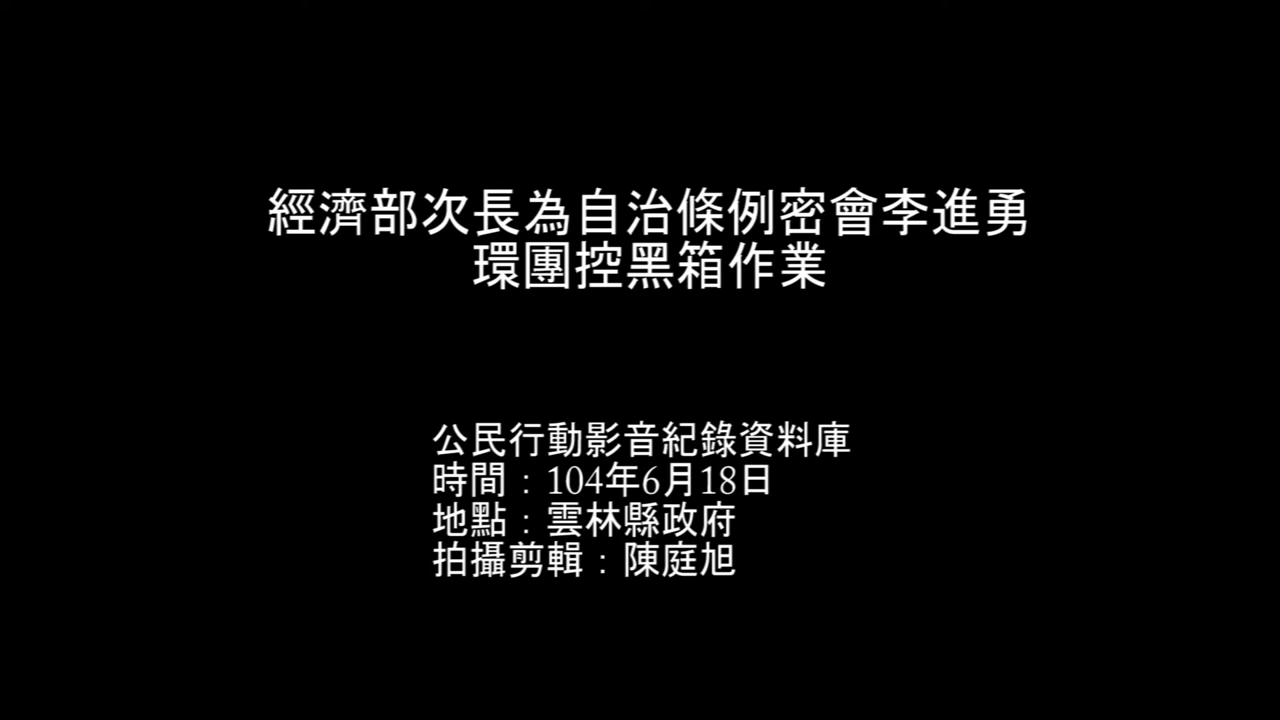 經濟部次長為自治條例密會李進勇
環團控黑箱作業
公民行動影音紀錄資料庫
時間：104年6月18日
地點：雲林縣政府
拍攝剪輯：陳庭旭